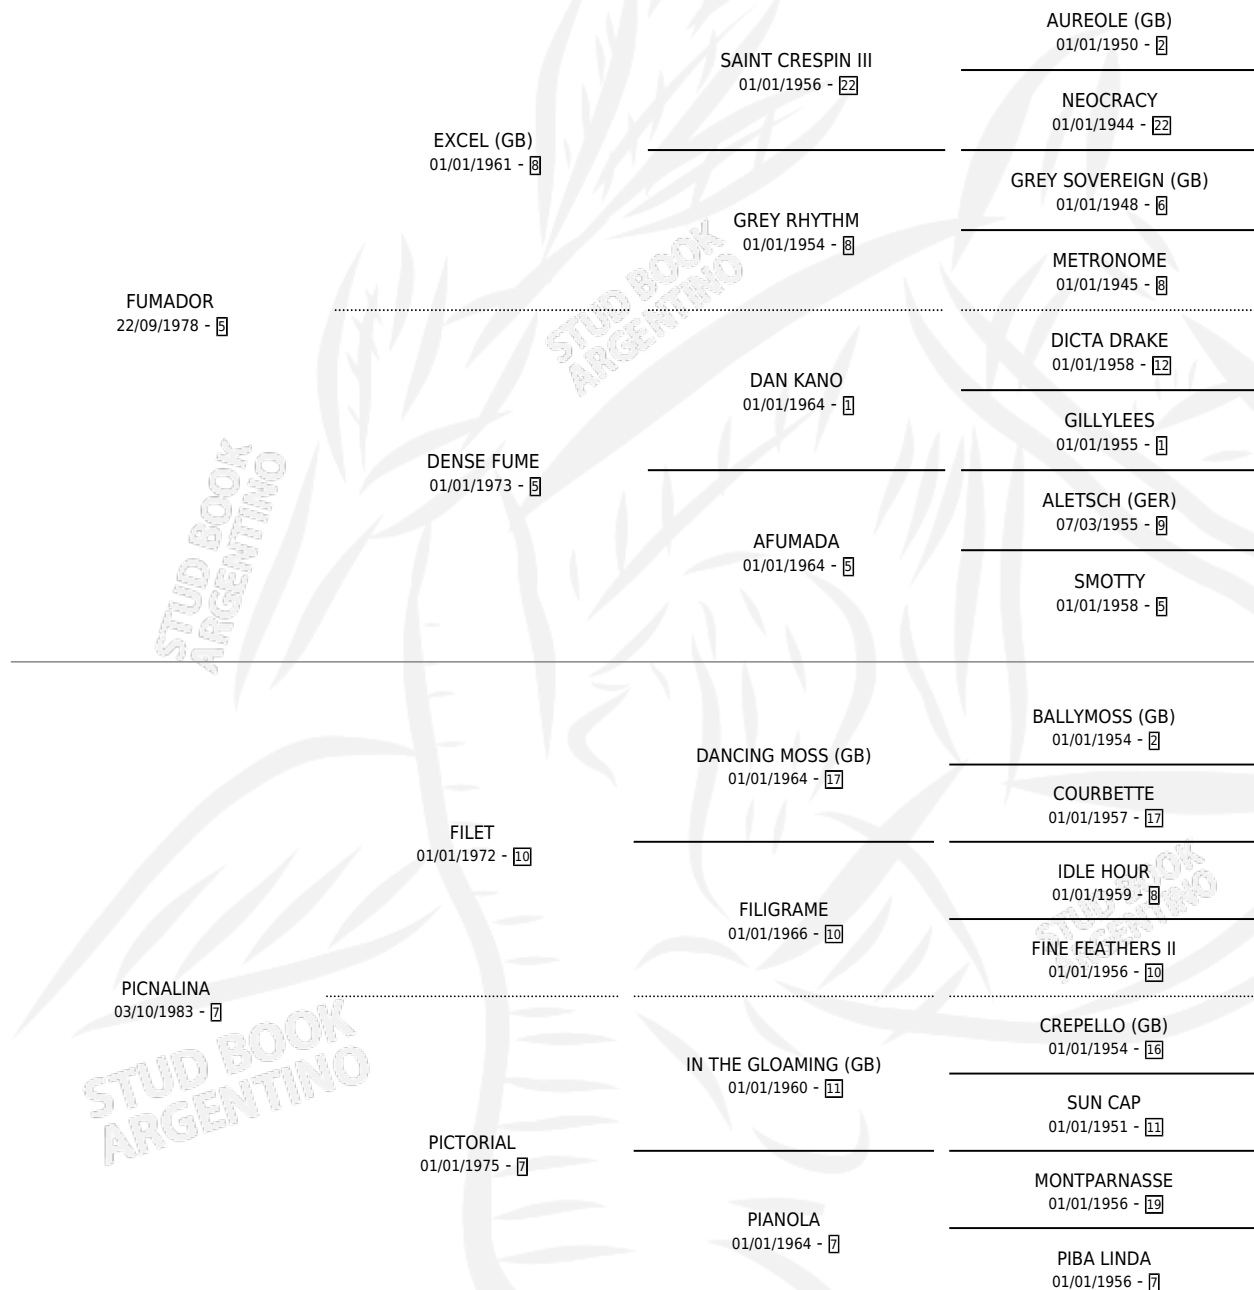 FUMADOR
22/09/1978 - 5
EXCEL (GB)
01/01/1961 - 8
SAINT CRESPIN III
01/01/1956 - 22
AUREOLE (GB)
01/01/1950 - 2
NEOCRACY
01/01/1944 - 22
GREY RHYTHM
01/01/1954 - 8
GREY SOVEREIGN (GB)
01/01/1948 - 6
METRONOME
01/01/1945 - 8
DENSE FUME
01/01/1973 - 5
DAN KANO
01/01/1964 - 1
DICTA DRAKE
01/01/1958 - 12
GILLYLEES
01/01/1955 - 1
AFUMADA
01/01/1964 - 5
ALETSCH (GER)
07/03/1955 - 9
SMOTTY
01/01/1958 - 5
PICNALINA
03/10/1983 - 7
FILET
01/01/1972 - 10
DANCING MOSS (GB)
01/01/1964 - 17
BALLYMOSS (GB)
01/01/1954 - 2
COURBETTE
01/01/1957 - 17
FILIGRAME
01/01/1966 - 10
IDLE HOUR
01/01/1959 - 8
FINE FEATHERS II
01/01/1956 - 10
PICTORIAL
01/01/1975 - 7
IN THE GLOAMING (GB)
01/01/1960 - 11
CREPELLO (GB)
01/01/1954 - 16
SUN CAP
01/01/1951 - 11
PIANOLA
01/01/1964 - 7
MONTPARNASSE
01/01/1956 - 19
PIBA LINDA
01/01/1956 - 7
STUD BOOK
ARGENTINO
STUD BOOK
ARGENTINO
STUD BOOK
ARGENTINO
STUD BOOK
ARGENTINO